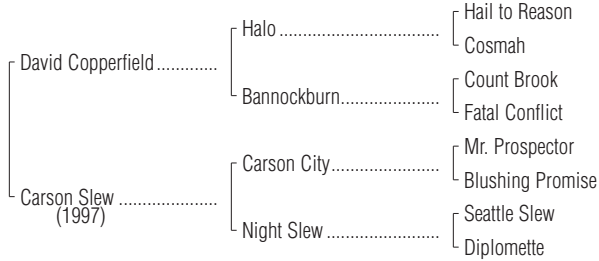 Hail to Reason
Halo ..............................
Cosmah
David Copperfield.............
Count Brook
Bannockburn....................
Fatal Conflict
Mr. Prospector
Carson City......................
Blushing Promise
Carson Slew ....................
(1997)
Seattle Slew
Night Slew .......................
Diplomette